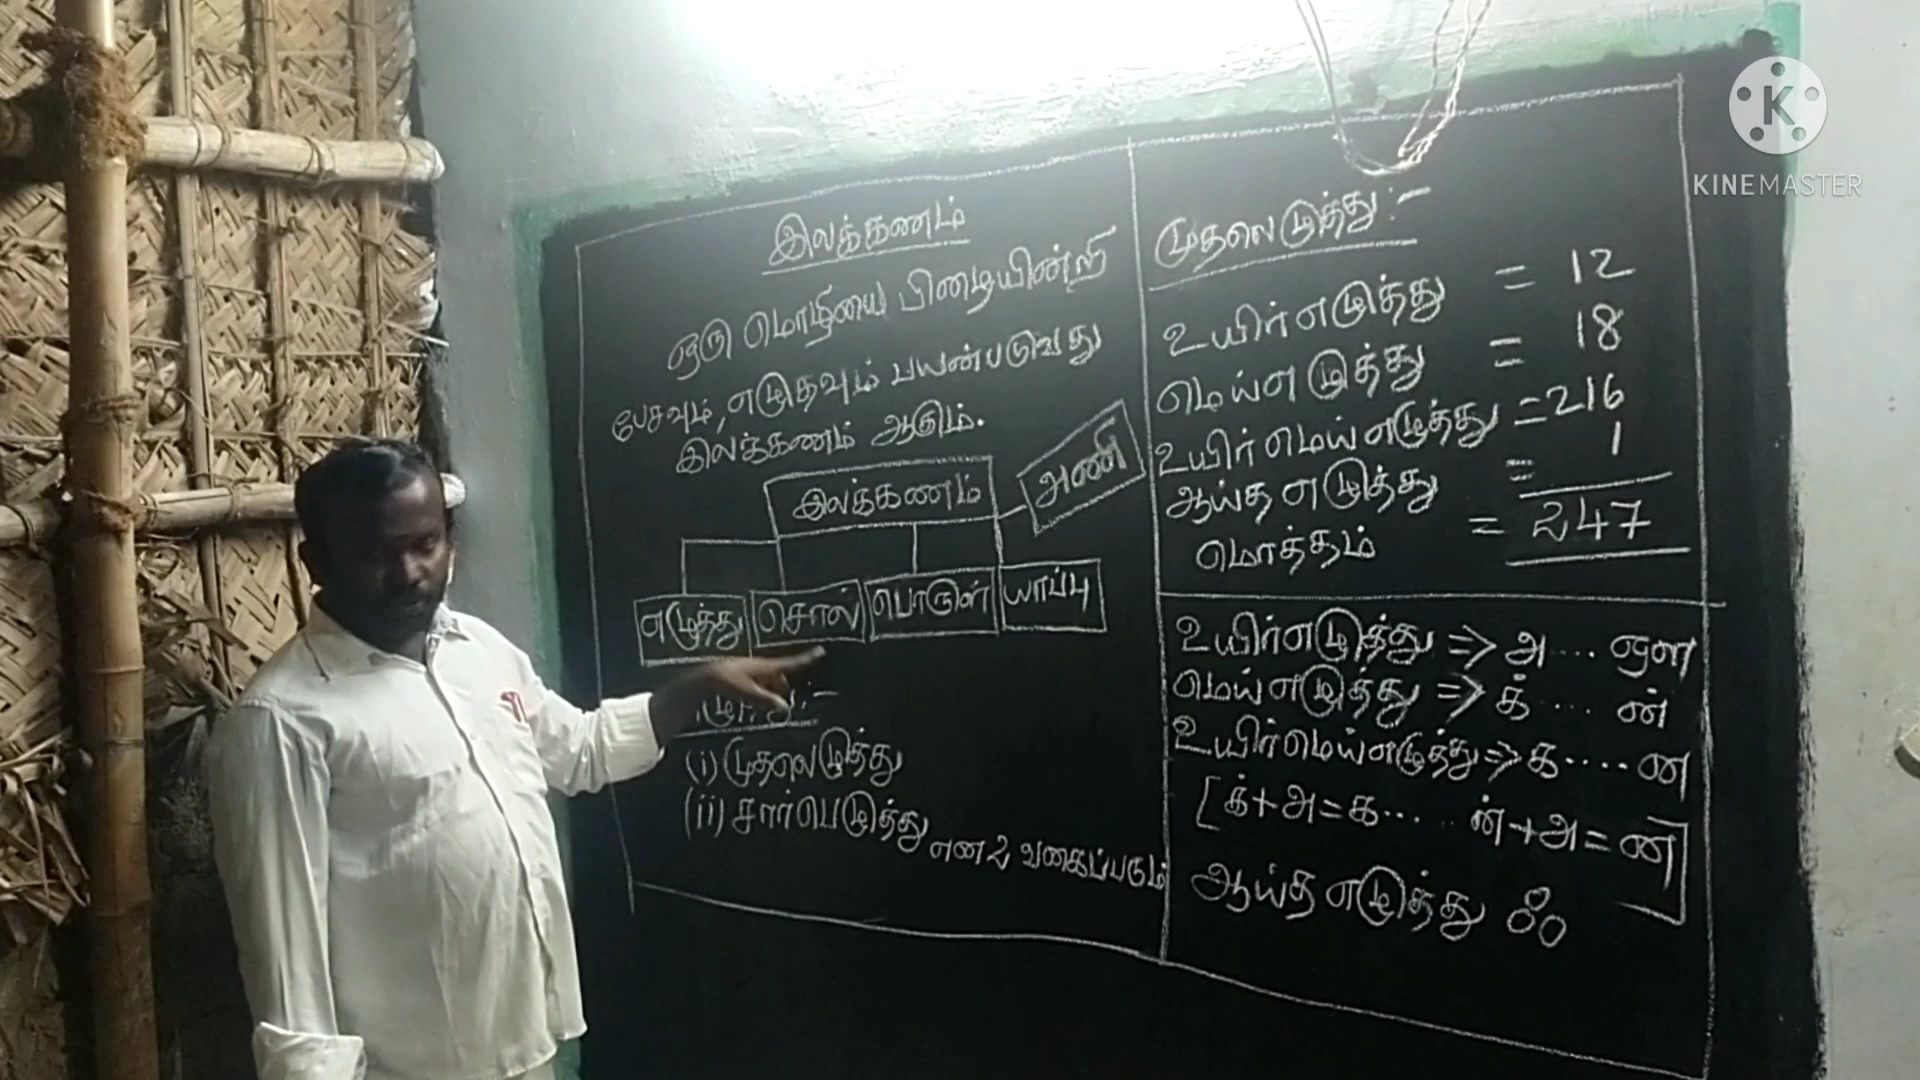 இலக்கணம்
ஒரு மொழியை பிழையின்றி
பேசவும், எழுதவும் பயன்படுவது
இலக்கணம் ஆகும்.
இலக்கணம்
அணி
எழுத்து சொல் பொருள் யாப்பு
(i) முதலெழுத்து
(ii) சார்பெழுத்து
என 2 வகைப்படும்
முதலெழுத்து :-
உயிர்எழுத்து = 12
மெய்எழுத்து = 18
உயிர்மெய்எழுத்து = 216
ஆய்தஎழுத்து = 1
மொத்தம் = 247
உயிர்எழுத்து => அ ... ஔ
மெய்எழுத்து => க் .... ன்
உயிர்மெய்எழுத்து => க .... ன
[க்+அ=க... ..ன்+அ=ன]
ஆய்தஎழுத்து ஃ
KINEMASTER